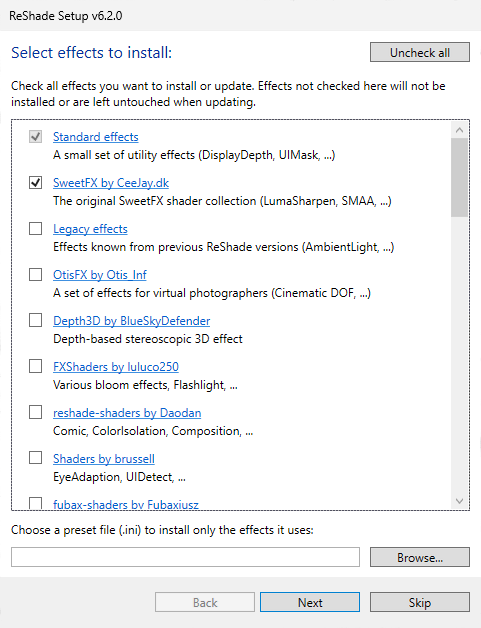 ReShade Setup v6.2.0
Select effects to install:
Uncheck all
Check all effects you want to install or update. Effects not checked here will not be
installed or are left untouched when updating.
Standard effects
A small set of utility effects (DisplayDepth, UIMask, ...)
SweetFX by CeeJay.dk
The original SweetFX shader collection (LumaSharpen, SMAA, ...)
Legacy effects
Effects known from previous ReShade versions (AmbientLight, ...)
OtisFX by Otis_Inf
A set of effects for virtual photographers (Cinematic DOF, ...)
Depth3D by BlueSkyDefender
Depth-based stereoscopic 3D effect
FXShaders by luluco250
Various bloom effects, Flashlight, ...
reshade-shaders by Daodan
Comic, ColorIsolation, Composition, ...
Shaders by brussell
EyeAdaption, UIDetect, ...
fubax-shaders by Fubaxiusz
Choose a preset file (.ini) to install only the effects it uses:
Browse...
Back
Next
Skip